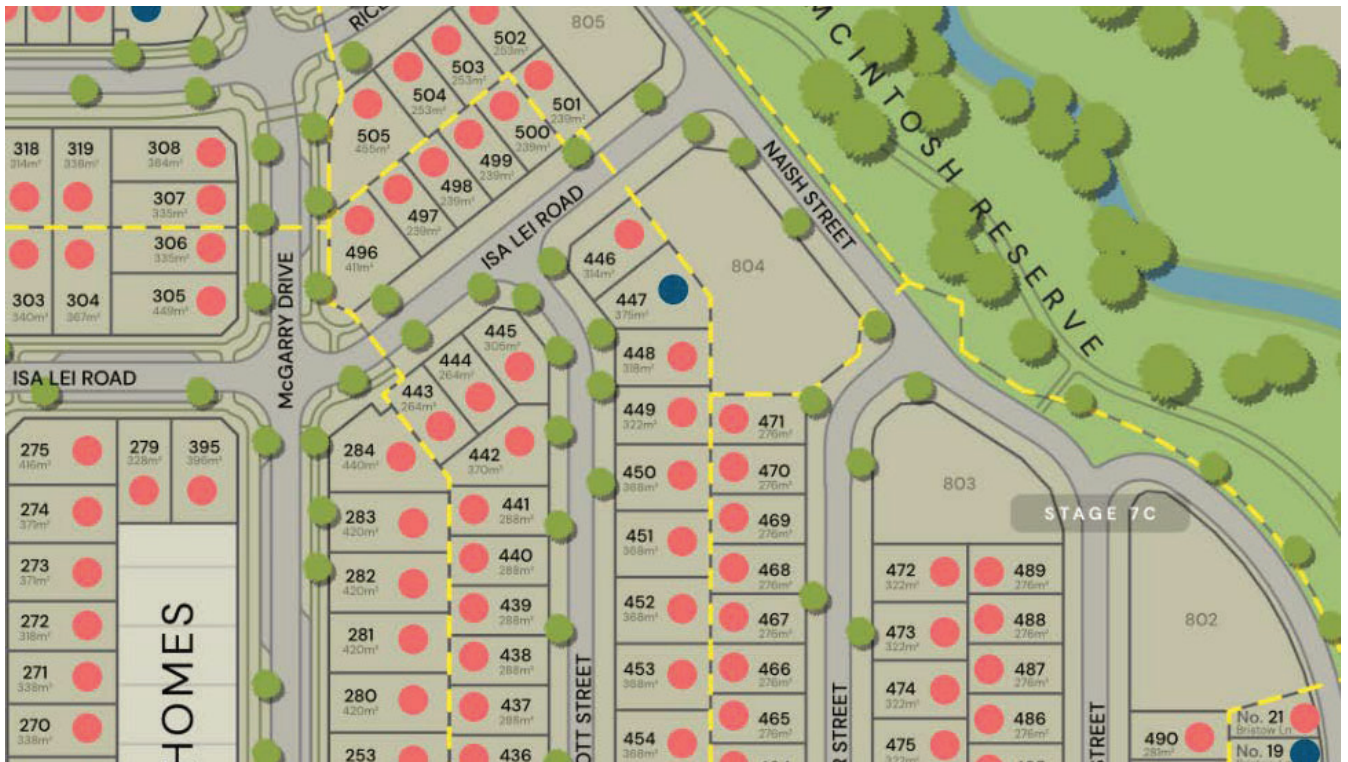 RICE
805
McINTOSH RESERVE
502
253m²
503
253m²
504
253m²
505
455m²
501
239m²
500
239m²
499
239m²
498
239m²
497
239m²
496
411m²
318
314m²
319
338m²
308
384m²
307
335m²
306
335m²
305
449m²
303
340m²
304
367m²
ISA LEI ROAD
McGARRY DRIVE
ISA LEI ROAD
NAISH STREET
804
446
314m²
447
375m²
448
318m²
449
322m²
450
368m²
451
368m²
452
368m²
453
368m²
454
368m²
445
305m²
444
264m²
443
264m²
442
370m²
441
288m²
440
288m²
439
288m²
438
288m²
437
288m²
436
OTT STREET
284
440m²
283
420m²
282
420m²
281
420m²
280
420m²
253
275
416m²
279
328m²
395
396m²
274
371m²
273
371m²
272
318m²
271
338m²
270
338m²
HOMES
471
276m²
470
276m²
469
276m²
468
276m²
467
276m²
466
276m²
465
276m²
R STREET
803
STAGE 7C
472
322m²
473
322m²
474
322m²
475
322m²
489
276m²
488
276m²
487
276m²
486
276m²
STREET
802
490
281m²
No. 21
Bristow Ln
No. 19